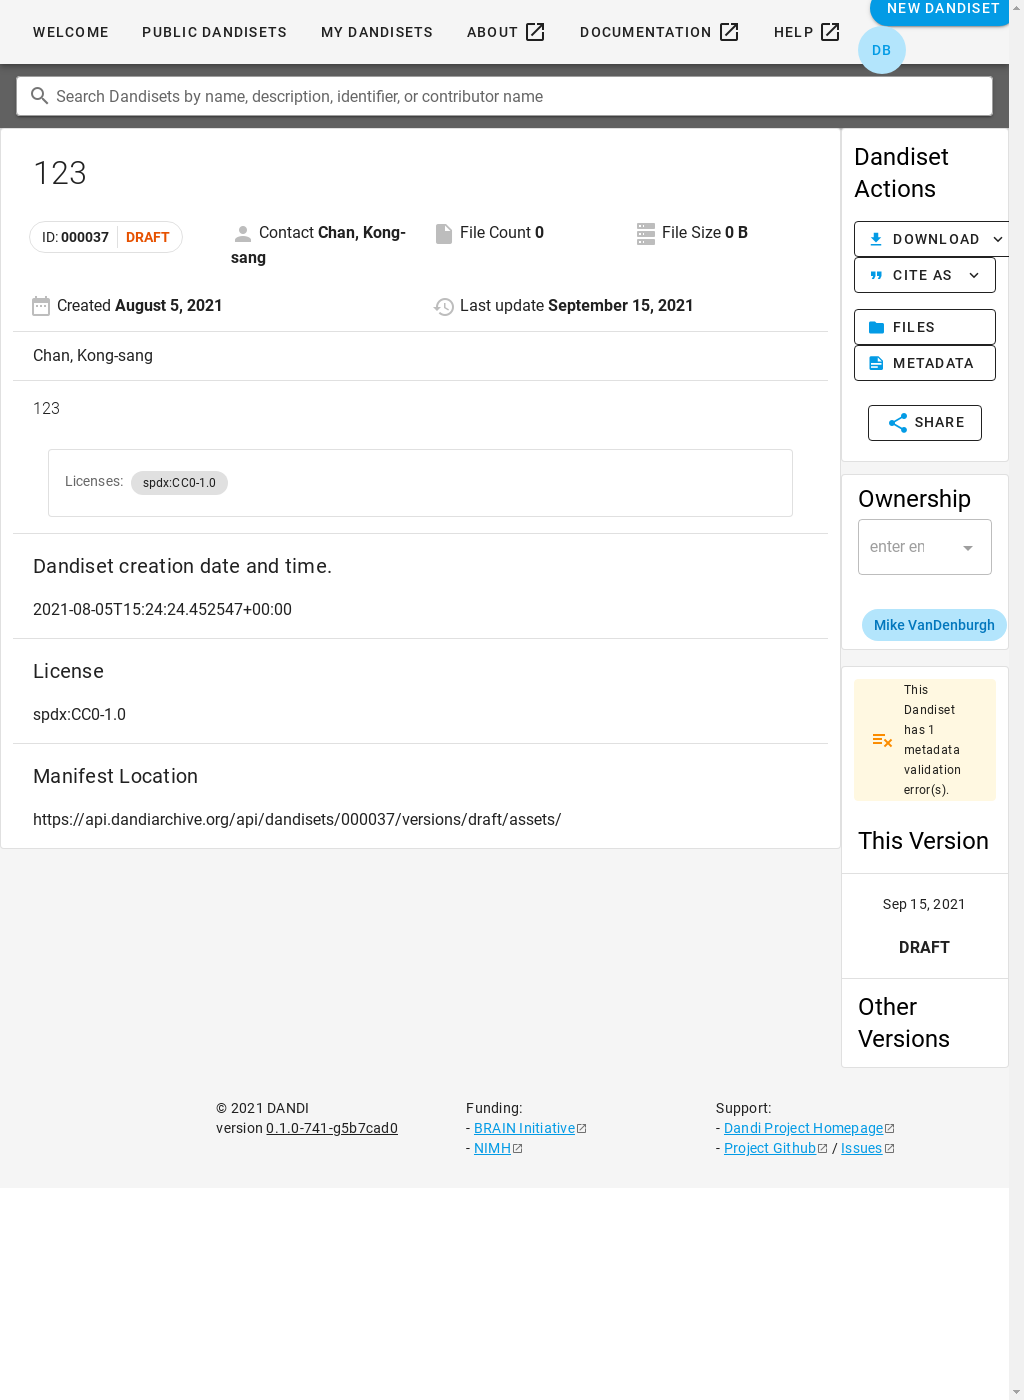 WELCOME PUBLIC DANDISETS MY DANDISETS ABOUT DOCUMENTATION HELP NEW DANDISET
DB
Search Dandisets by name, description, identifier, or contributor name
123
ID: 000037 DRAFT
Contact Chan, Kong-
sang
File Count 0
File Size 0 B
Created August 5, 2021
Last update September 15, 2021
Chan, Kong-sang
123
Licenses: spdx:CC0-1.0
Dandiset creation date and time.
2021-08-05T15:24:24.452547+00:00
License
spdx:CC0-1.0
Manifest Location
https://api.dandiarchive.org/api/dandisets/000037/versions/draft/assets/
Dandiset
Actions
DOWNLOAD
CITE AS
FILES
METADATA
SHARE
Ownership
enter en
Mike VanDenburgh
This
Dandiset
has 1
metadata
validation
error(s).
This Version
Sep 15, 2021
DRAFT
Other
Versions
© 2021 DANDI
version 0.1.0-741-g5b7cad0
Funding:
- BRAIN Initiative
- NIMH
Support:
- Dandi Project Homepage
- Project Github / Issues